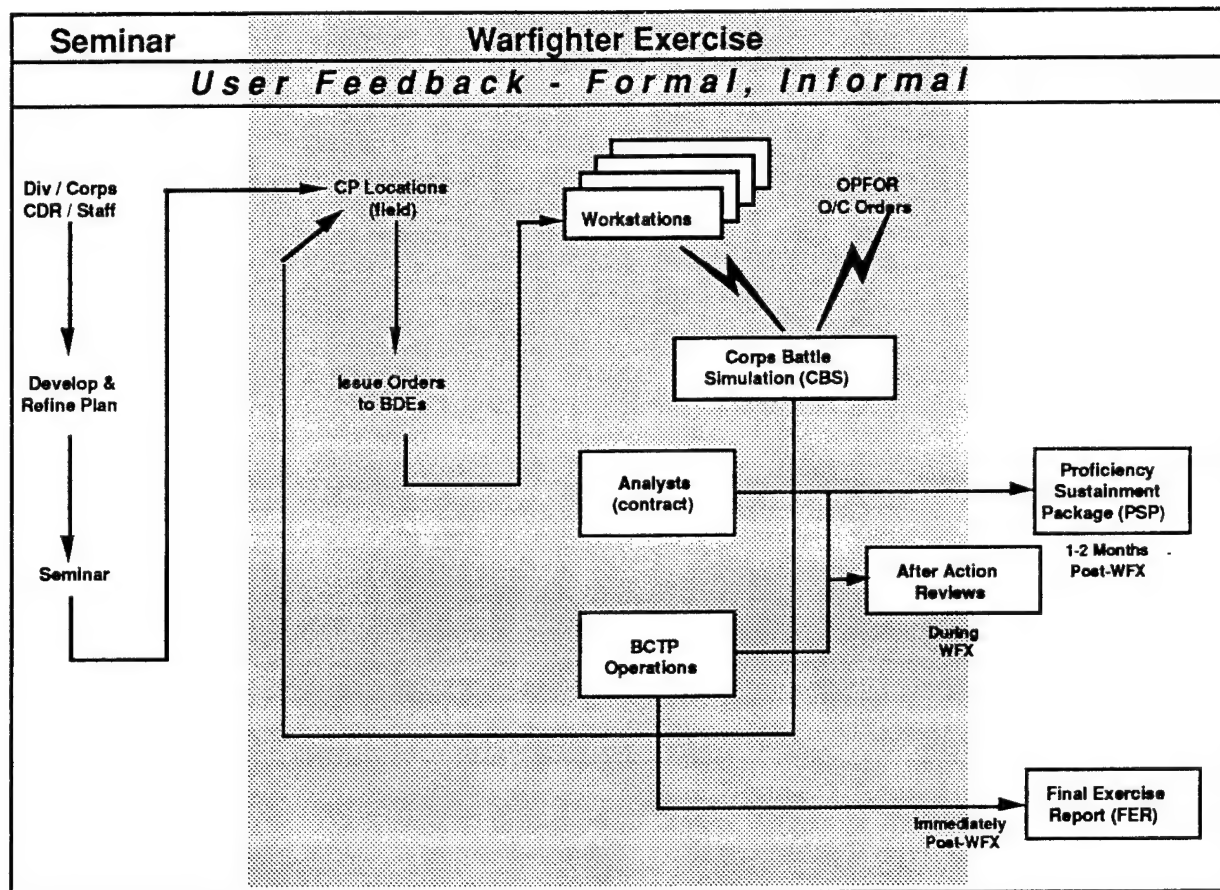 Seminar
Warfighter Exercise
User Feedback - Formal, Informal
Div / Corps
CDR / Staff
Develop &
Refine Plan
Seminar
CP Locations
(field)
Issue Orders
to BDEs
Workstations
OPFOR
O/C Orders
Corps Battle
Simulation (CBS)
Analysts
(contract)
BCTP
Operations
Proficiency
Sustainment
Package (PSP)
1-2 Months
Post-WFX
After Action
Reviews
During
WFX
Final Exercise
Report (FER)
Immediately
Post-WFX